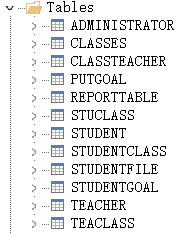 Tables
ADMINISTRATOR
CLASSES
CLASSTEACHER
PUTGOAL
REPORTTABLE
STUCLASS
STUDENT
STUDENTCLASS
STUDENTFILE
STUDENTGOAL
TEACHER
TEACLASS